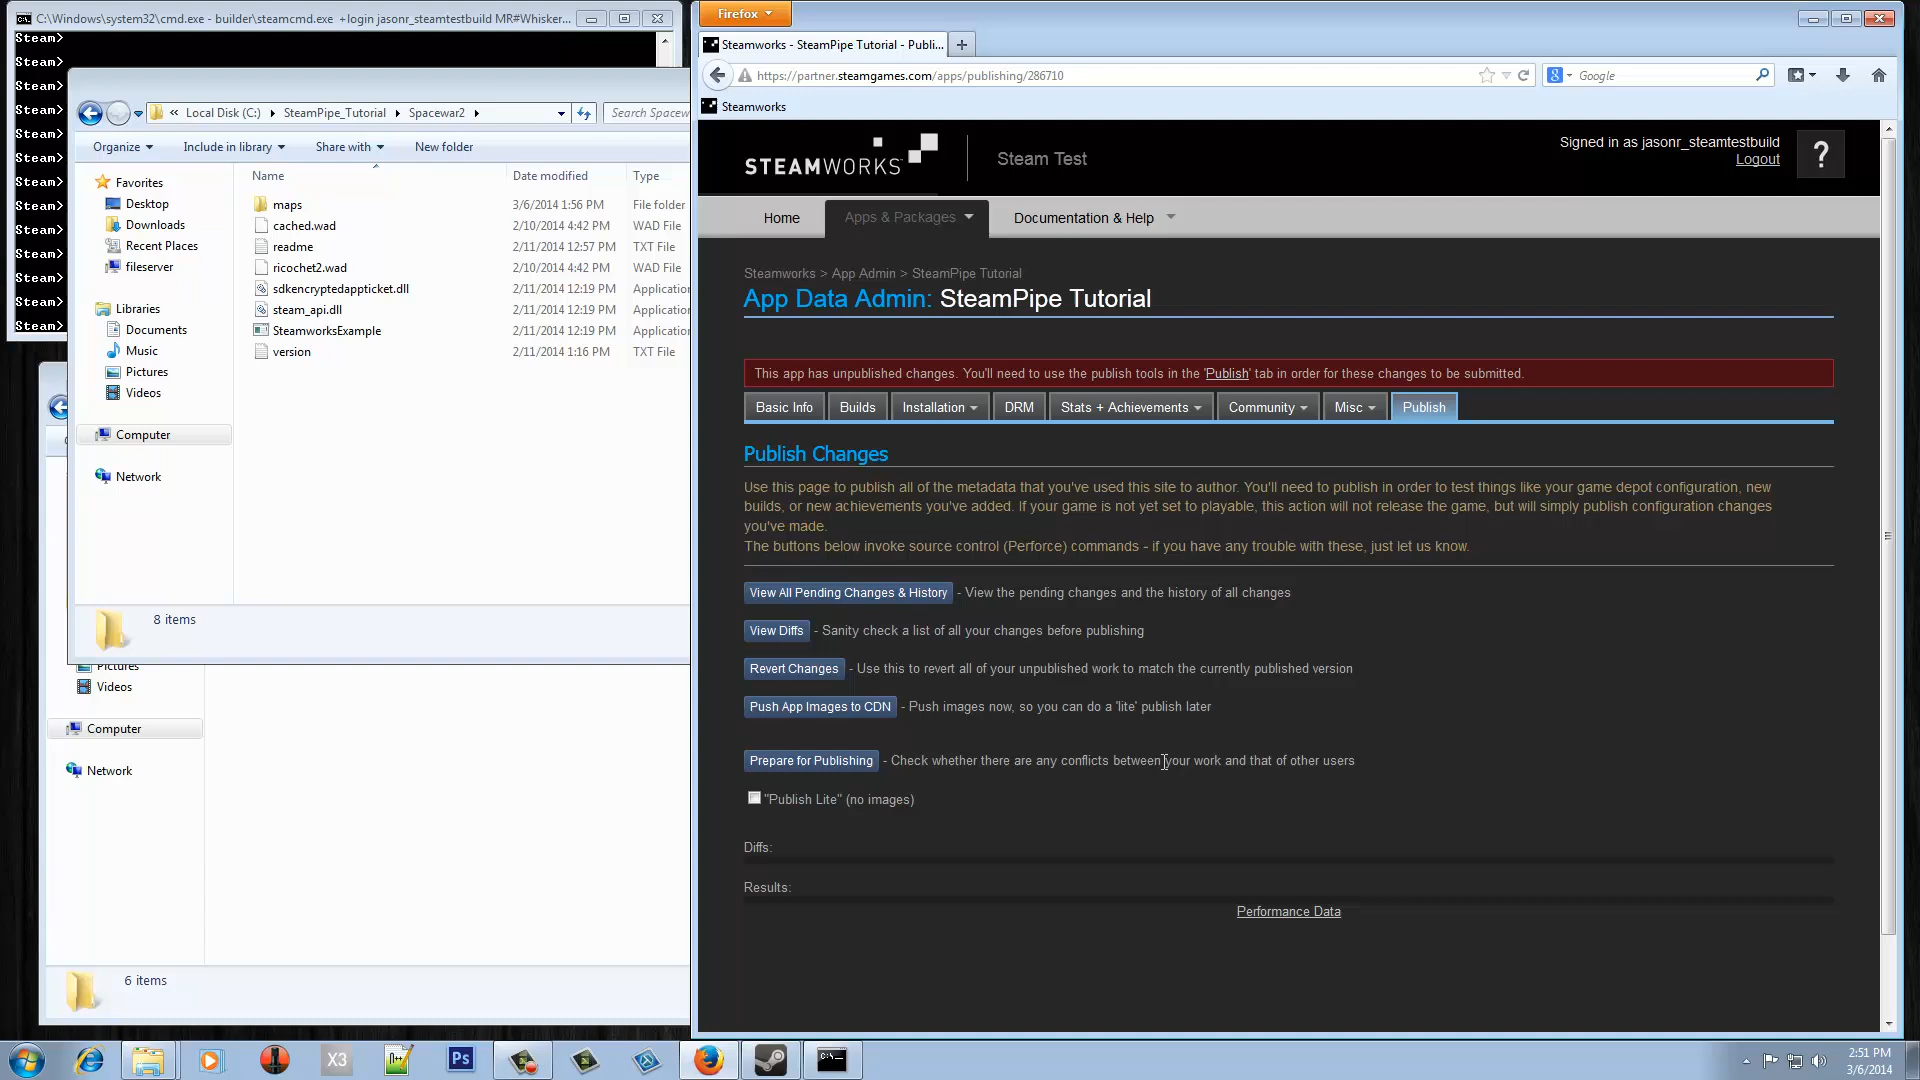 C:\Windows\system32\cmd.exe - builder\steamcmd.exe +login jasonr_steamtestbuild MR#Whisker...
Steam>
Steam>
Steam>
Steam>
Steam>
Steam>
Steam>
Steam>
Steam>
Steam>
Steam>
Steam>
Steam>
« Local Disk (C:) SteamPipe_Tutorial Spacewar2
Search Spacew
Organize Include in library Share with New folder
Name Date modified Type
Favorites
Desktop
Downloads
Recent Places
fileserver
Libraries
Documents
Music
Pictures
Videos
Computer
Network
maps 3/6/2014 1:56 PM File folder
cached.wad 2/10/2014 4:42 PM WAD File
readme 2/11/2014 12:57 PM TXT File
ricochet2.wad 2/10/2014 4:42 PM WAD File
sdkencryptedappticket.dll 2/11/2014 12:19 PM Applicatio
steam_api.dll 2/11/2014 12:19 PM Applicatio
SteamworksExample 2/11/2014 12:19 PM Applicatio
version 2/11/2014 1:16 PM TXT File
8 items
Pictures
Videos
Computer
Network
6 items
Firefox
Steamworks - SteamPipe Tutorial - Publi...
https://partner.steamgames.com/apps/publishing/286710
Google
Steamworks
STEAMWORKS
Steam Test
Signed in as jasonr_steamtestbuild
Logout
?
Home Apps & Packages Documentation & Help
Steamworks > App Admin > SteamPipe Tutorial
App Data Admin: SteamPipe Tutorial
This app has unpublished changes. You'll need to use the publish tools in the 'Publish' tab in order for these changes to be submitted.
Basic Info Builds Installation DRM Stats + Achievements Community Misc Publish
Publish Changes
Use this page to publish all of the metadata that you've used this site to author. You'll need to publish in order to test things like your game depot configuration, new
builds, or new achievements you've added. If your game is not yet set to playable, this action will not release the game, but will simply publish configuration changes
you've made.
The buttons below invoke source control (Perforce) commands - if you have any trouble with these, just let us know.
View All Pending Changes & History - View the pending changes and the history of all changes
View Diffs - Sanity check a list of all your changes before publishing
Revert Changes - Use this to revert all of your unpublished work to match the currently published version
Push App Images to CDN - Push images now, so you can do a 'lite' publish later
Prepare for Publishing - Check whether there are any conflicts between your work and that of other users
"Publish Lite" (no images)
Diffs:
Results:
Performance Data
X3
Ps
2:51 PM
3/6/2014